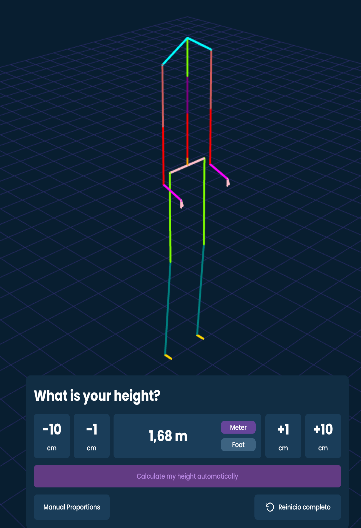 What is your height?
-10
cm
-1
cm
1,68 m
Meter
Foot
+1
cm
+10
cm
Calculate my height automatically
Manual Proportions
Reinicio completo